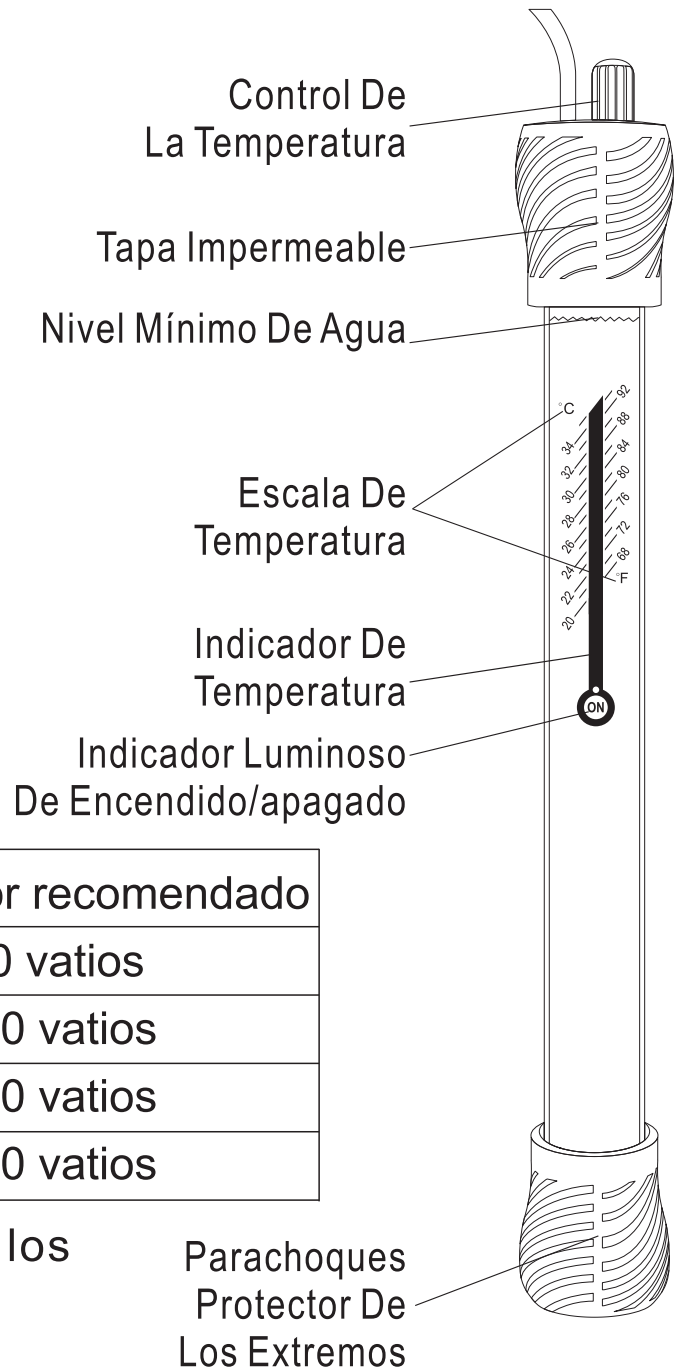 Control De
La Temperatura
Tapa Impermeable
Nivel Mínimo De Agua
Escala De
Temperatura
°C
34
32
30
28
26
24
22
20
92
88
84
80
76
72
68
°F
Indicador De
Temperatura
ON
Indicador Luminoso
De Encendido/apagado
recomendado
0 vatios
0 vatios
0 vatios
0 vatios
los
Parachoques
Protector De
Los Extremos